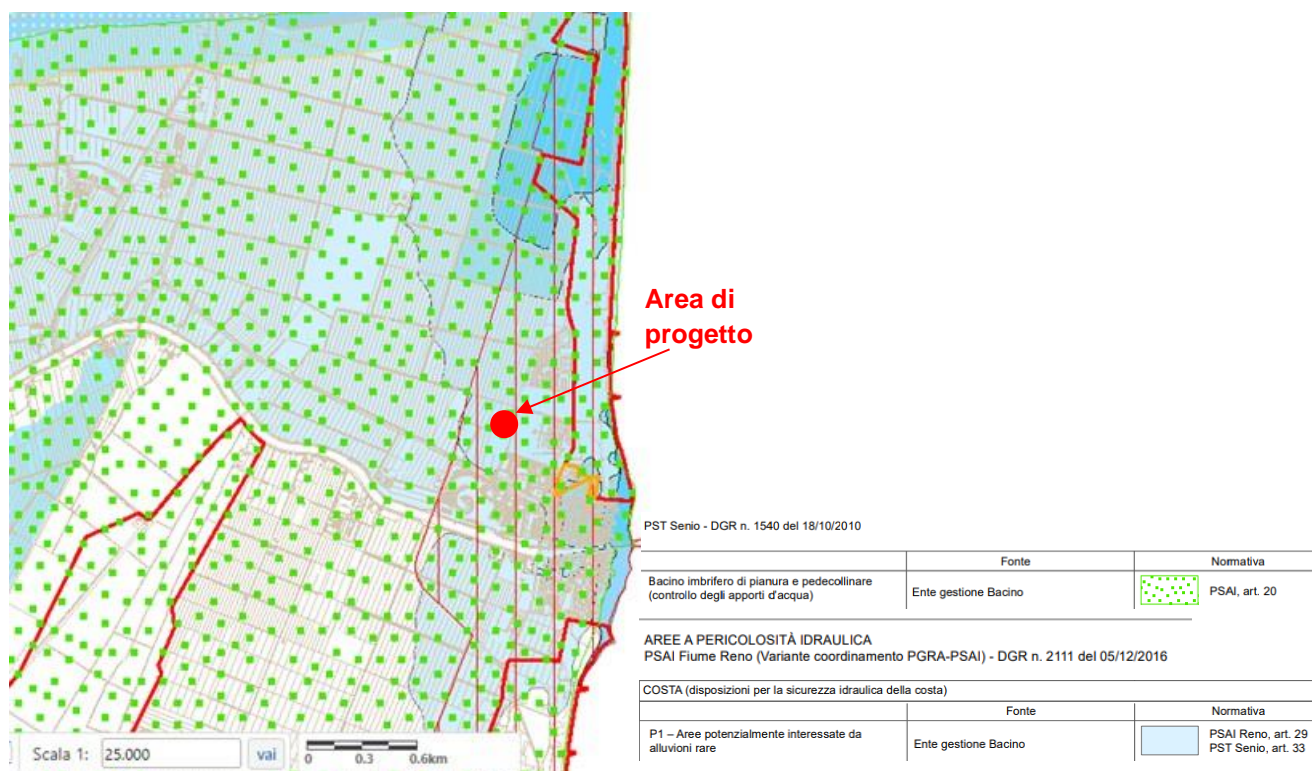 Area di
progetto
PST Senio - DGR n. 1540 del 18/10/2010
Fonte Normativa
Bacino imbrifero di pianura e pedecollinare
(controllo degli apporti d'acqua)
Ente gestione Bacino
PSAI, art. 20
AREE A PERICOLOSITÀ IDRAULICA
PSAI Fiume Reno (Variante coordinamento PGRA-PSAI) - DGR n. 2111 del 05/12/2016
COSTA (disposizioni per la sicurezza idraulica della costa)
Fonte Normativa
P1 – Aree potenzialmente interessate da
alluvioni rare
Ente gestione Bacino
PSAI Reno, art. 29
PST Senio, art. 33
Scala 1: 25.000 vai
0 0.3 0.6km